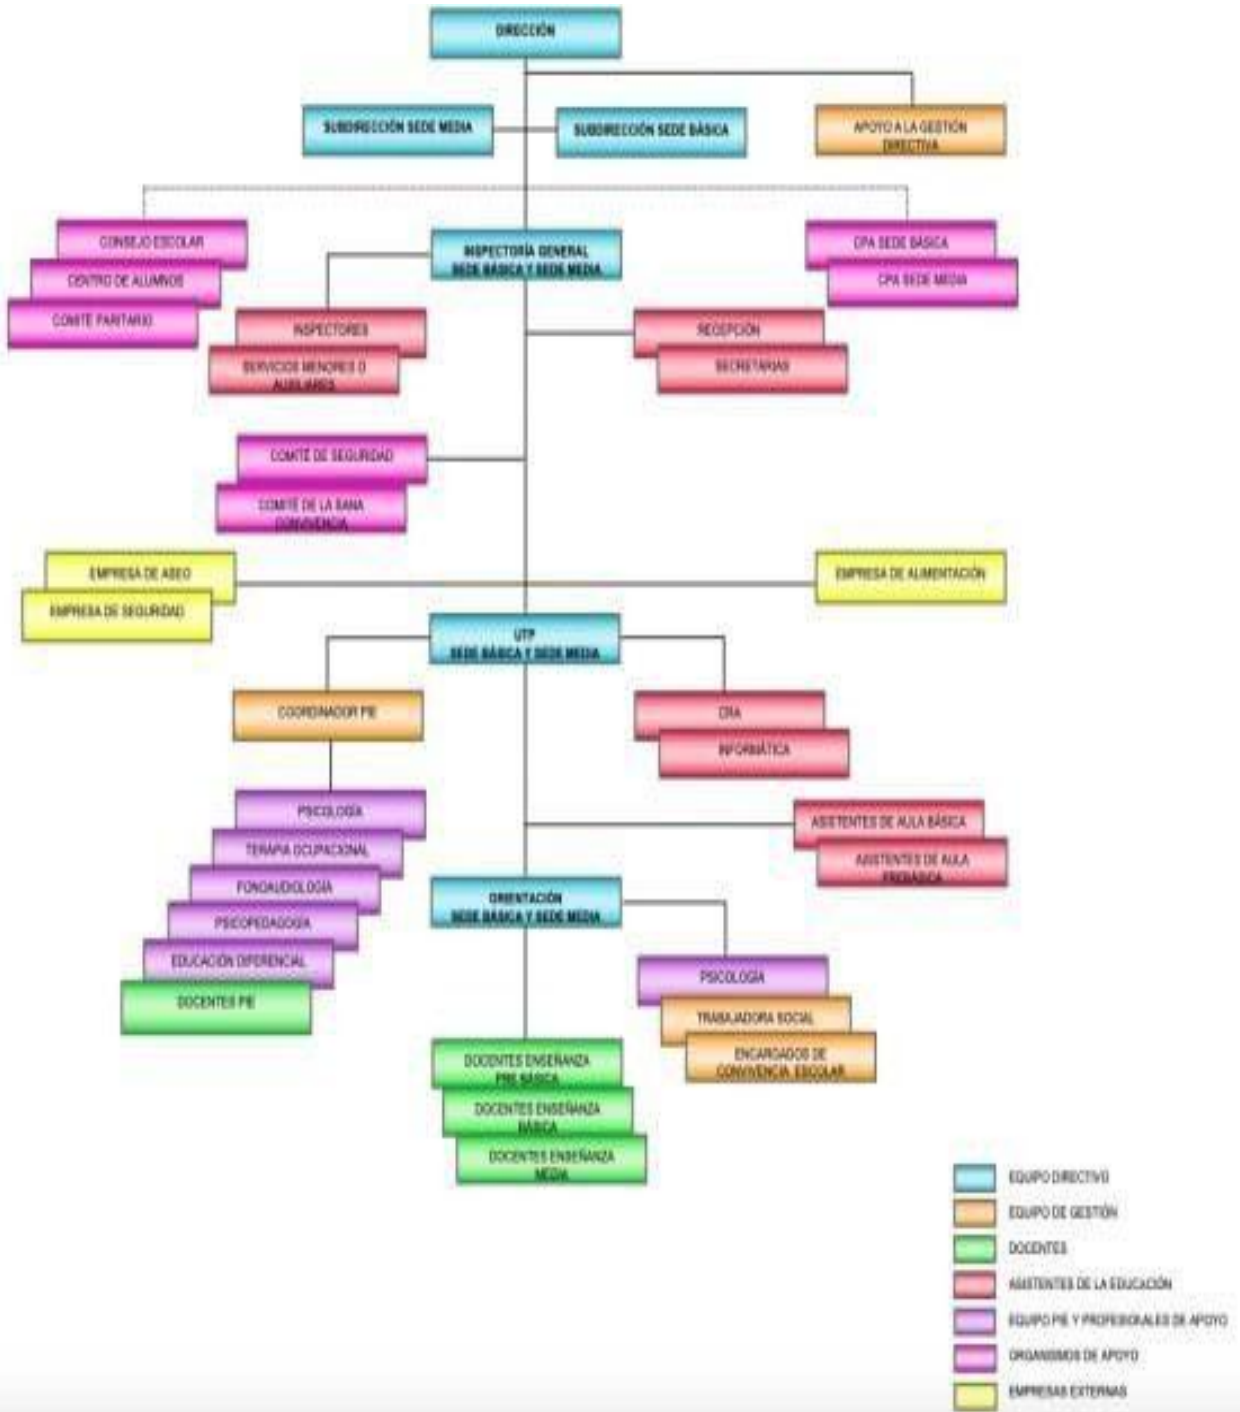 DIRECCIÓN
SUBDIRECCIÓN SEDE MEDIA
SUBDIRECCIÓN SEDE BÁSICA
APOYO A LA GESTIÓN
DIRECTIVA
CONSEJO ESCOLAR
CENTRO DE ALUMNOS
COMITÉ PARITARIO
INSPECTORÍA GENERAL
SEDE BÁSICA Y SEDE MEDIA
CPA SEDE BÁSICA
CPA SEDE MEDIA
INSPECTORES
SERVICIOS MENORES O
AUXILIARES
RECEPCIÓN
SECRETARIAS
COMITÉ DE SEGURIDAD
COMITÉ DE LA SANA
CONVIVENCIA
EMPRESA DE ASEO
EMPRESA DE SEGURIDAD
EMPRESA DE ALIMENTACIÓN
UTP
SEDE BÁSICA Y SEDE MEDIA
COORDINADOR PIE
CRA
INFORMÁTICA
PSICOLOGÍA
TERAPIA OCUPACIONAL
FONOAUDIOLOGÍA
PSICOPEDAGOGÍA
EDUCACIÓN DIFERENCIAL
DOCENTES PIE
ASISTENTES DE AULA BÁSICA
ASISTENTES DE AULA
PREBÁSICA
ORIENTACIÓN
SEDE BÁSICA Y SEDE MEDIA
PSICOLOGÍA
TRABAJADORA SOCIAL
ENCARGADOS DE
CONVIVENCIA ESCOLAR
DOCENTES ENSEÑANZA
PRE BÁSICA
DOCENTES ENSEÑANZA
BÁSICA
DOCENTES ENSEÑANZA
MEDIA
EQUIPO DIRECTIVO
EQUIPO DE GESTIÓN
DOCENTES
ASISTENTES DE LA EDUCACIÓN
EQUIPO PIE Y PROFESIONALES DE APOYO
ORGANISMOS DE APOYO
EMPRESAS EXTERNAS